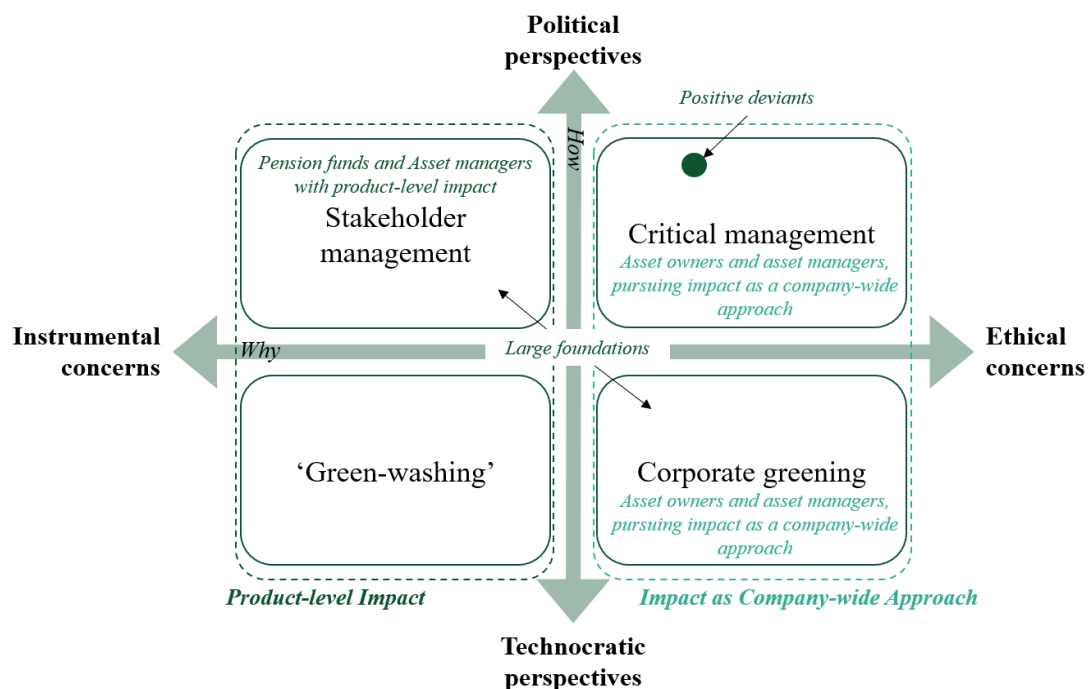 Political
perspectives
Positive deviants
How
Pension funds and Asset managers
with product-level impact
Stakeholder
management
Critical management
Asset owners and asset managers,
pursuing impact as a company-wide
approach
Instrumental
concerns
Why
Large foundations
Ethical
concerns
‘Green-washing’
Corporate greening
Asset owners and asset managers,
pursuing impact as a company-wide
approach
Product-level Impact
Impact as Company-wide Approach
Technocratic
perspectives